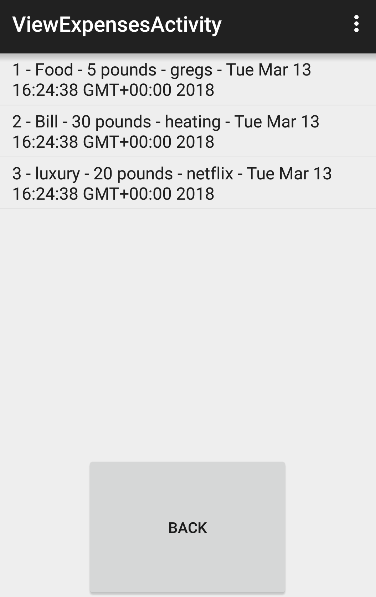 ViewExpensesActivity
1 - Food - 5 pounds - gregs - Tue Mar 13
16:24:38 GMT+00:00 2018
2 - Bill - 30 pounds - heating - Tue Mar 13
16:24:38 GMT+00:00 2018
3 - luxury - 20 pounds - netflix - Tue Mar 13
16:24:38 GMT+00:00 2018
BACK